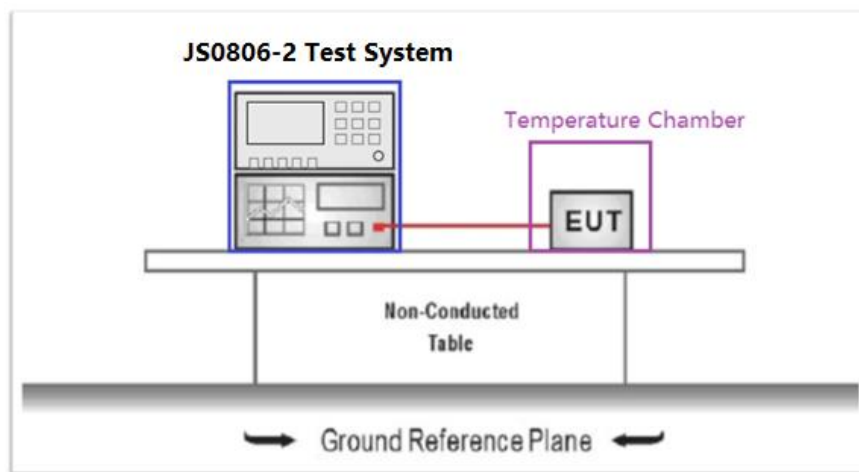 JS0806-2 Test System
Temperature Chamber
EUT
Non-Conducted
Table
Ground Reference Plane